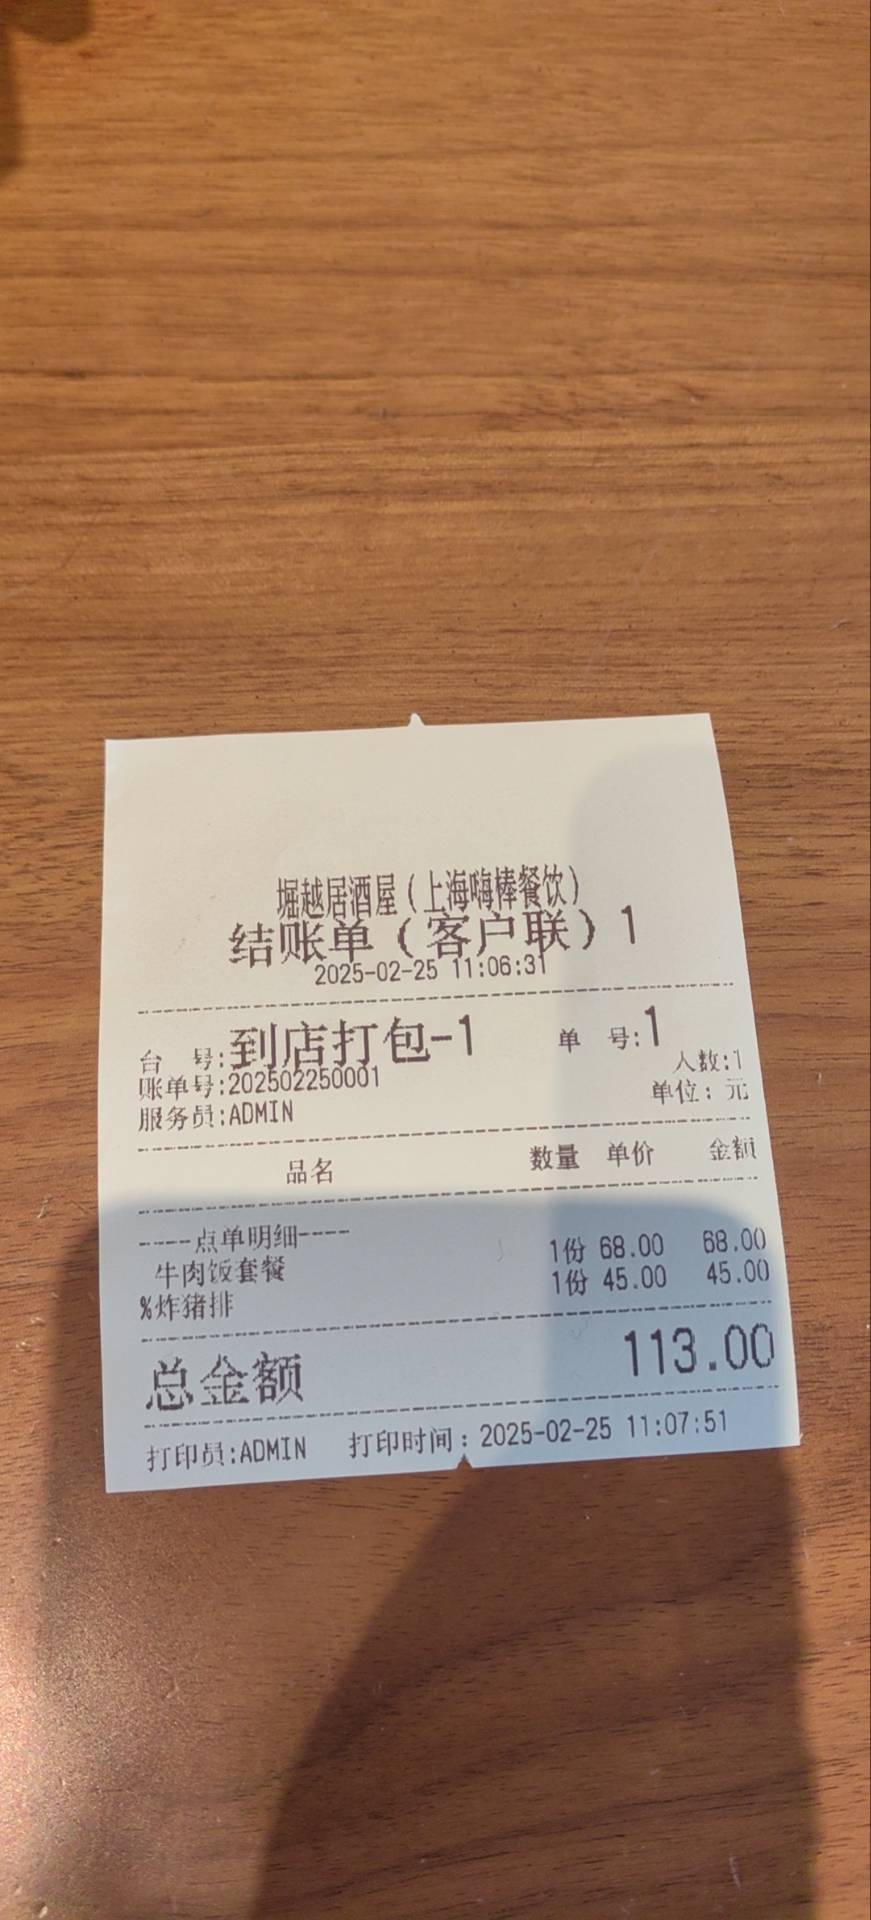 堀越居酒屋（上海嗨棒餐饮）
结账单（客户联）1
2025-02-25 11:06:31
台 号:到店打包-1 单 号:1
账单号:202502250001 人数:1
服务员:ADMIN 单位：元
品名 数量 单价 金额
----点单明细----
牛肉饭套餐 1份 68.00 68.00
%炸猪排 1份 45.00 45.00
总金额 113.00
打印员:ADMIN 打印时间：2025-02-25 11:07:51